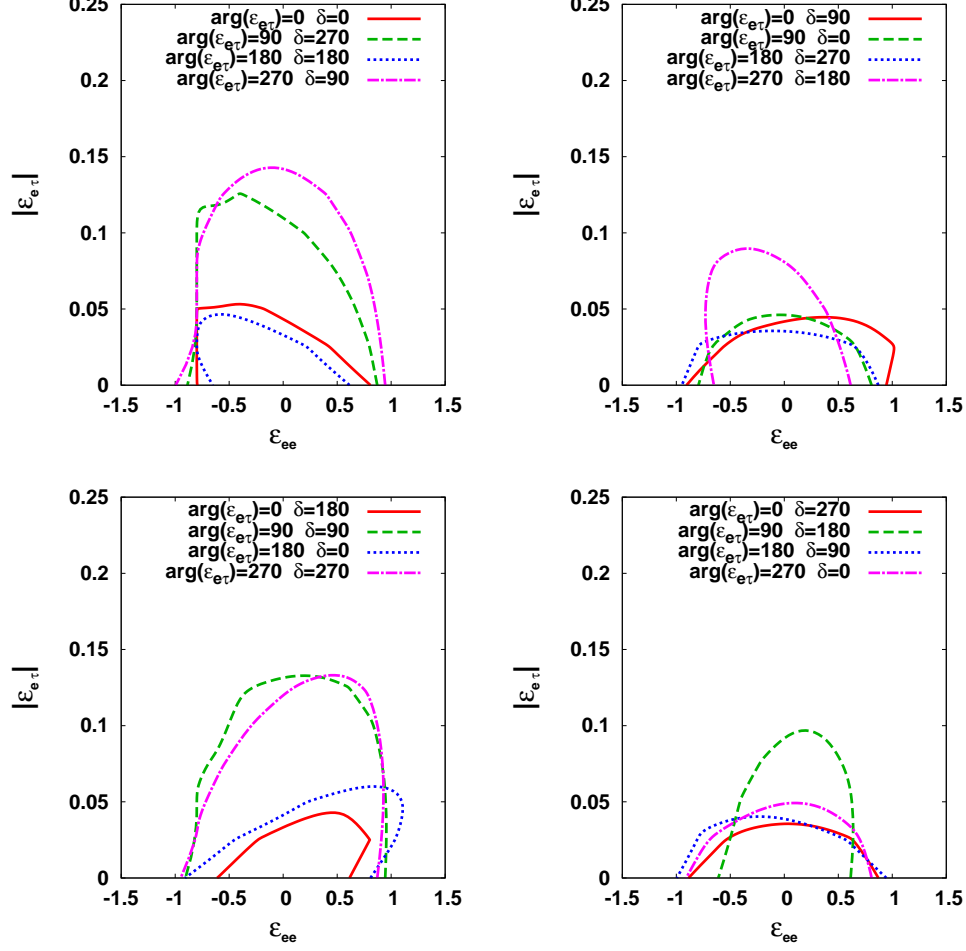 0.25
0.2
0.15
0.1
0.05
0
-1.5 -1 -0.5 0 0.5 1 1.5
|ε_eτ|
ε_ee
arg(ε_eτ)=0 δ=0
arg(ε_eτ)=90 δ=270
arg(ε_eτ)=180 δ=180
arg(ε_eτ)=270 δ=90
0.25
0.2
0.15
0.1
0.05
0
-1.5 -1 -0.5 0 0.5 1 1.5
|ε_eτ|
ε_ee
arg(ε_eτ)=0 δ=90
arg(ε_eτ)=90 δ=0
arg(ε_eτ)=180 δ=270
arg(ε_eτ)=270 δ=180
0.25
0.2
0.15
0.1
0.05
0
-1.5 -1 -0.5 0 0.5 1 1.5
|ε_eτ|
ε_ee
arg(ε_eτ)=0 δ=180
arg(ε_eτ)=90 δ=90
arg(ε_eτ)=180 δ=0
arg(ε_eτ)=270 δ=270
0.25
0.2
0.15
0.1
0.05
0
-1.5 -1 -0.5 0 0.5 1 1.5
|ε_eτ|
ε_ee
arg(ε_eτ)=0 δ=270
arg(ε_eτ)=90 δ=180
arg(ε_eτ)=180 δ=90
arg(ε_eτ)=270 δ=0